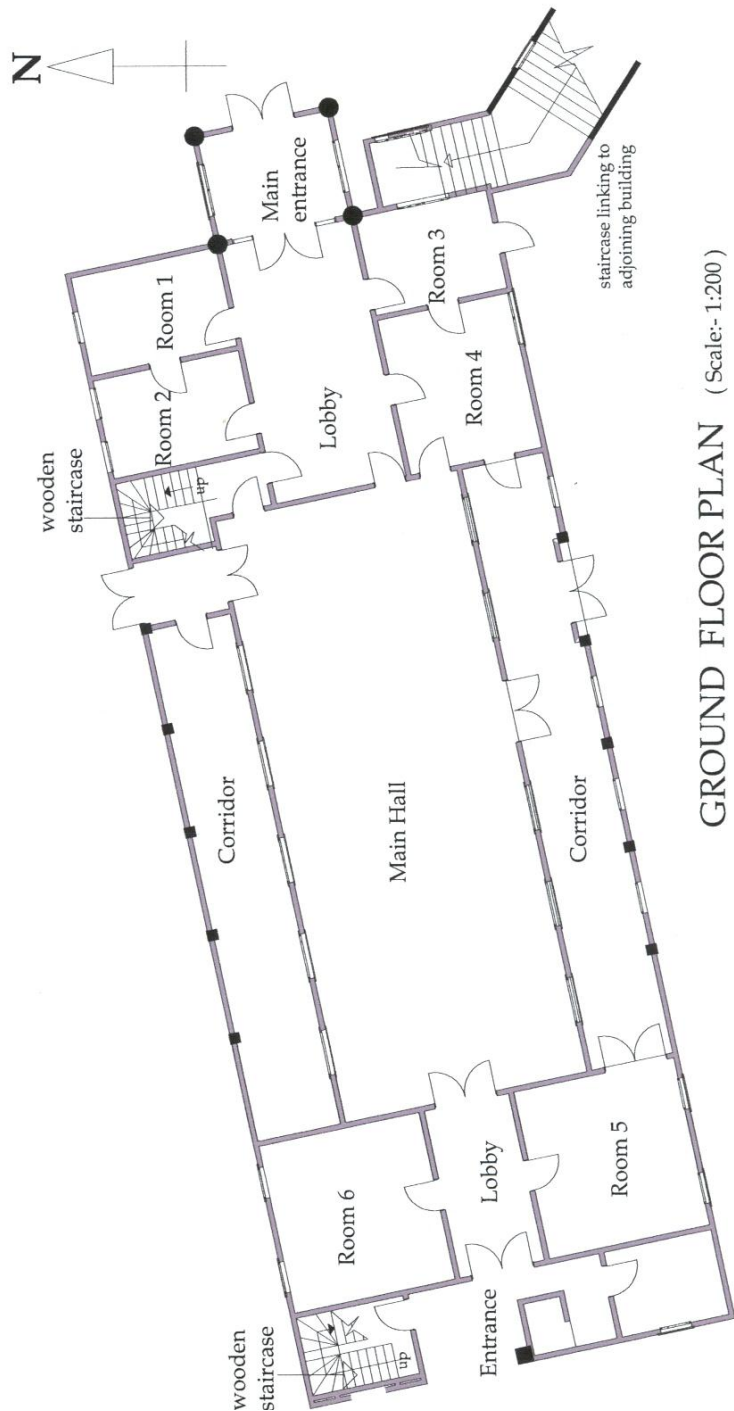 N
wooden
staircase
Room 1
Room 2
up
Main
entrance
Lobby
Room 3
Room 4
staircase linking to
adjoining building
Corridor
Main Hall
Corridor
wooden
staircase
Room 6
up
Lobby
Entrance
Room 5
GROUND FLOOR PLAN ( Scale:- 1:200 )